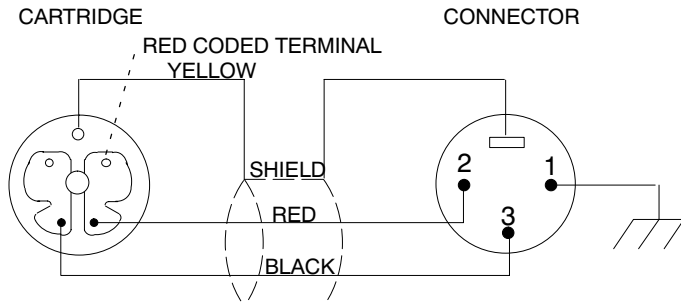 CARTRIDGE
CONNECTOR
RED CODED TERMINAL
YELLOW
SHIELD
2
1
RED
3
BLACK